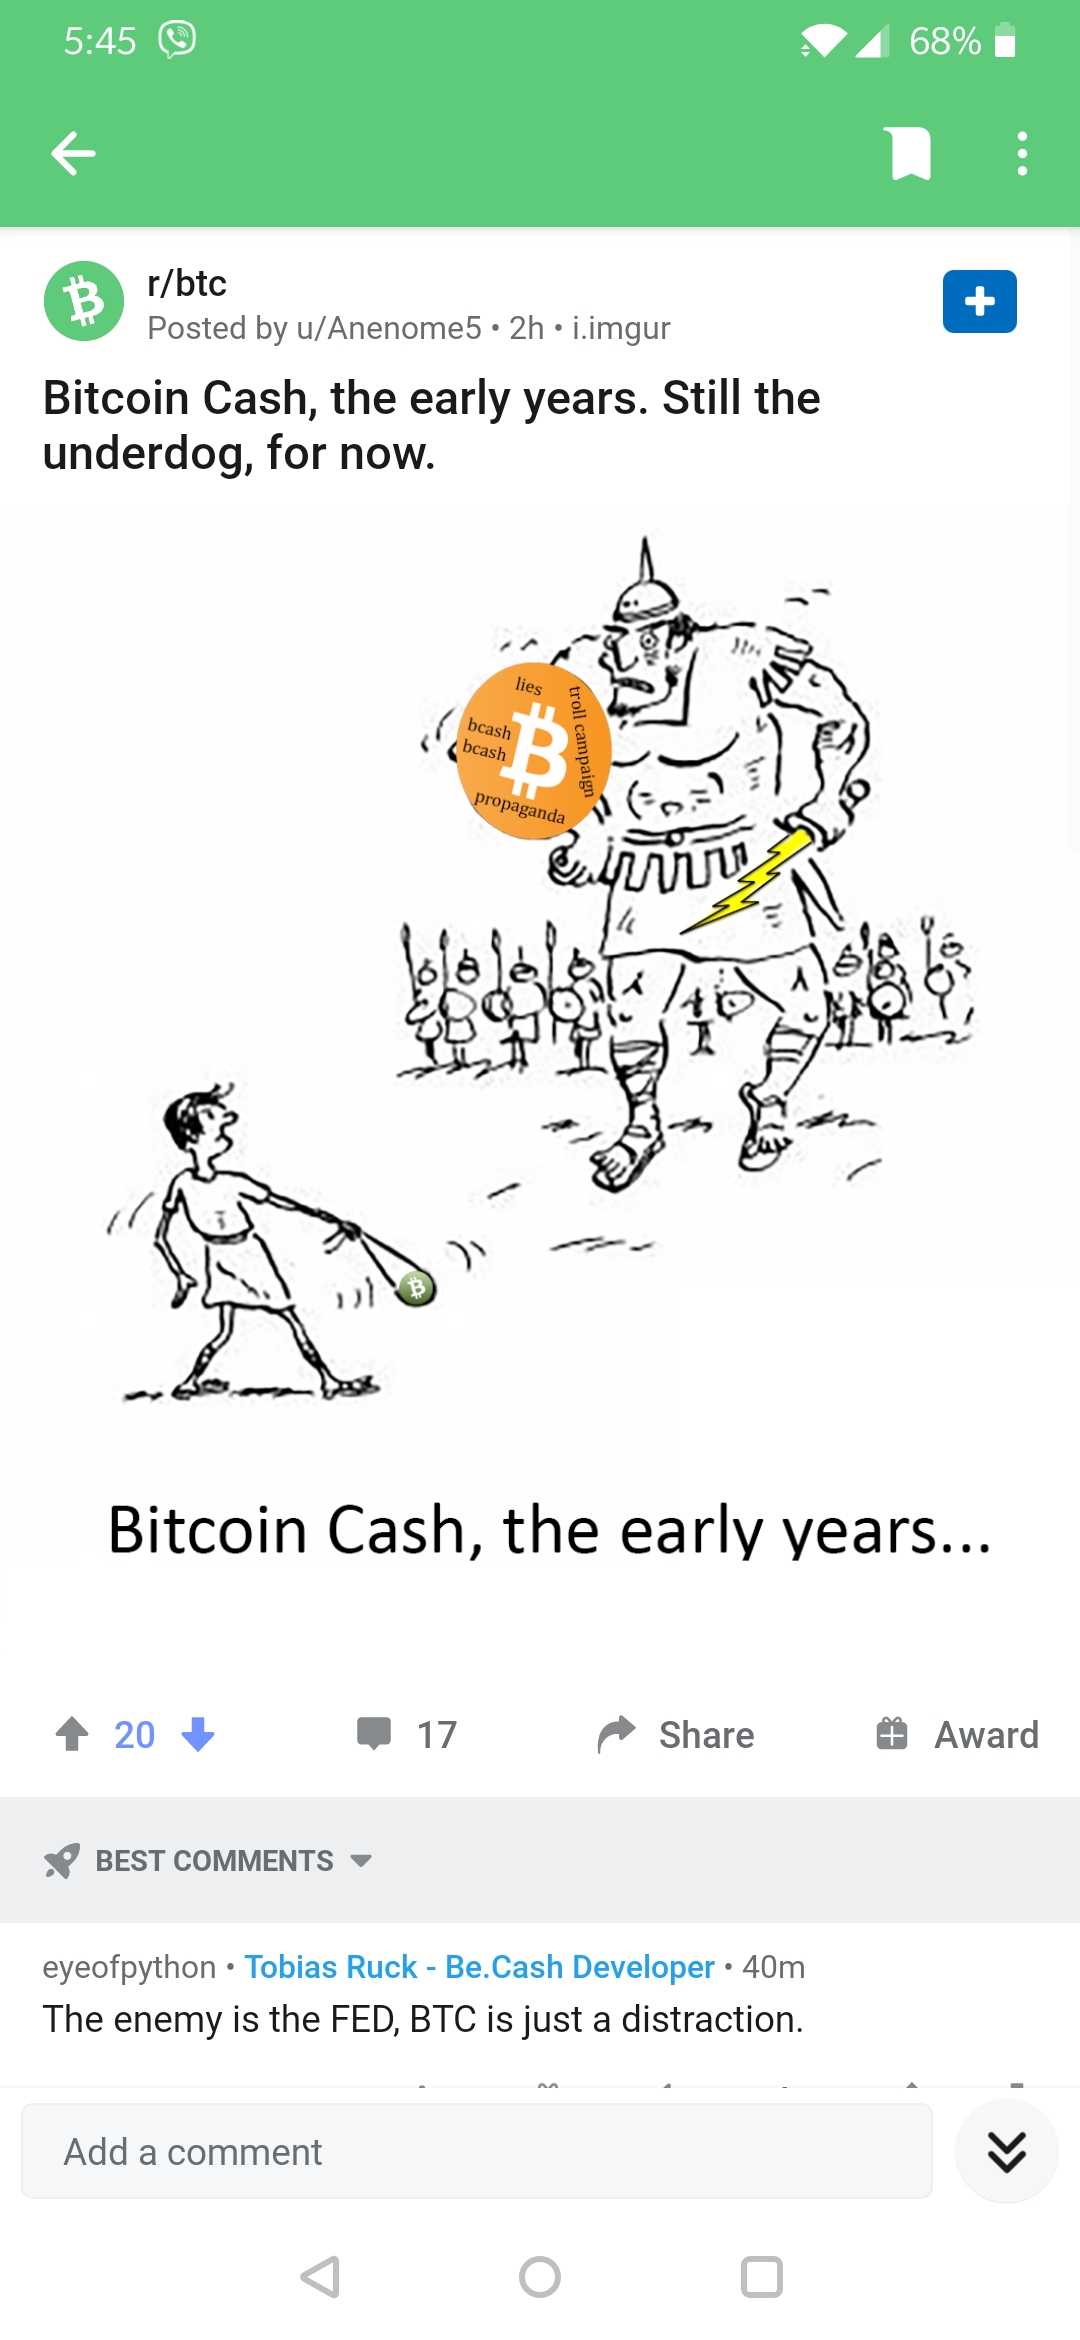 5:45
68%
r/btc
Posted by u/Anenome5 • 2h • i.imgur
Bitcoin Cash, the early years. Still the
underdog, for now.
lies
troll campaign
bcash
bcash
propaganda
Bitcoin Cash, the early years...
20
17
Share
Award
BEST COMMENTS
eyeofpython • Tobias Ruck - Be.Cash Developer • 40m
The enemy is the FED, BTC is just a distraction.
Add a comment